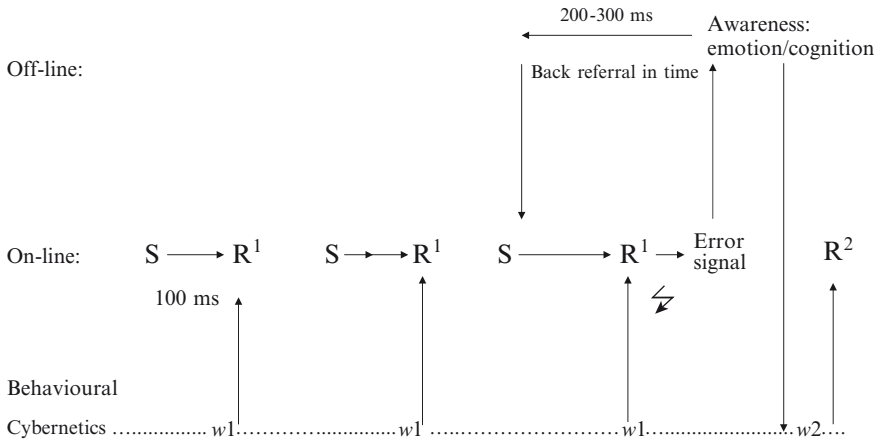 200-300 ms
Awareness:
emotion/cognition
Off-line:
Back referral in time
On-line: S R¹ S R¹ S R¹ Error signal R²
100 ms
Behavioural
Cybernetics ..................... w1 ..................... w1 ..................... w1 ..................... w2 ....